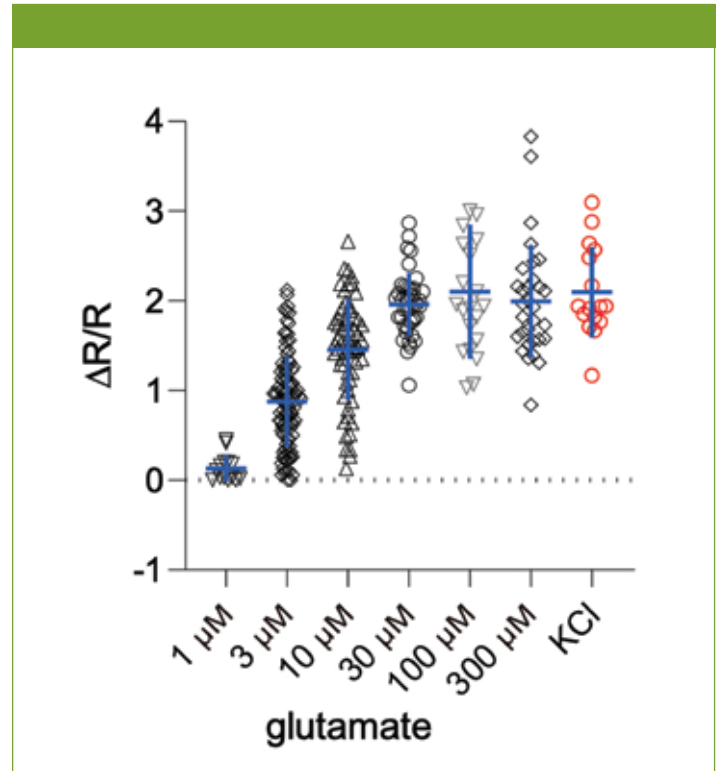 4
3
2
1
0
-1
ΔR/R
1 µM
3 µM
10 µM
30 µM
100 µM
300 µM
KCl
glutamate